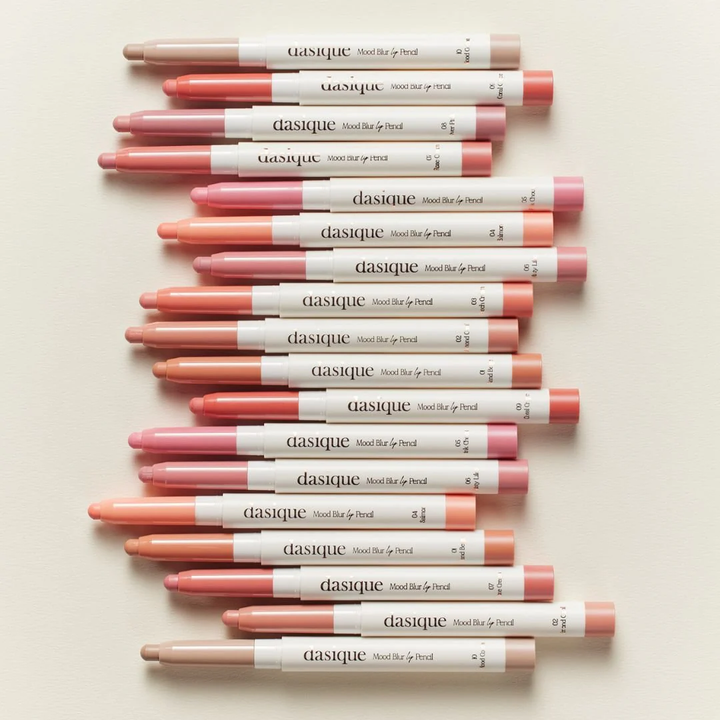 dasique Mood Blur Lip Pencil 10
dasique Mood Blur Lip Pencil
dasique Mood Blur Lip Pencil 08
dasique Mood Blur Lip Pencil
dasique Mood Blur Lip Pencil 05
dasique Mood Blur Lip Pencil 04
dasique Mood Blur Lip Pencil 06
dasique Mood Blur Lip Pencil 03
dasique Mood Blur Lip Pencil 02
dasique Mood Blur Lip Pencil 01
dasique Mood Blur Lip Pencil 09
dasique Mood Blur Lip Pencil 05
dasique Mood Blur Lip Pencil 06
dasique Mood Blur Lip Pencil 04
dasique Mood Blur Lip Pencil 01
dasique Mood Blur Lip Pencil 07
dasique Mood Blur Lip Pencil 02
dasique Mood Blur Lip Pencil 10